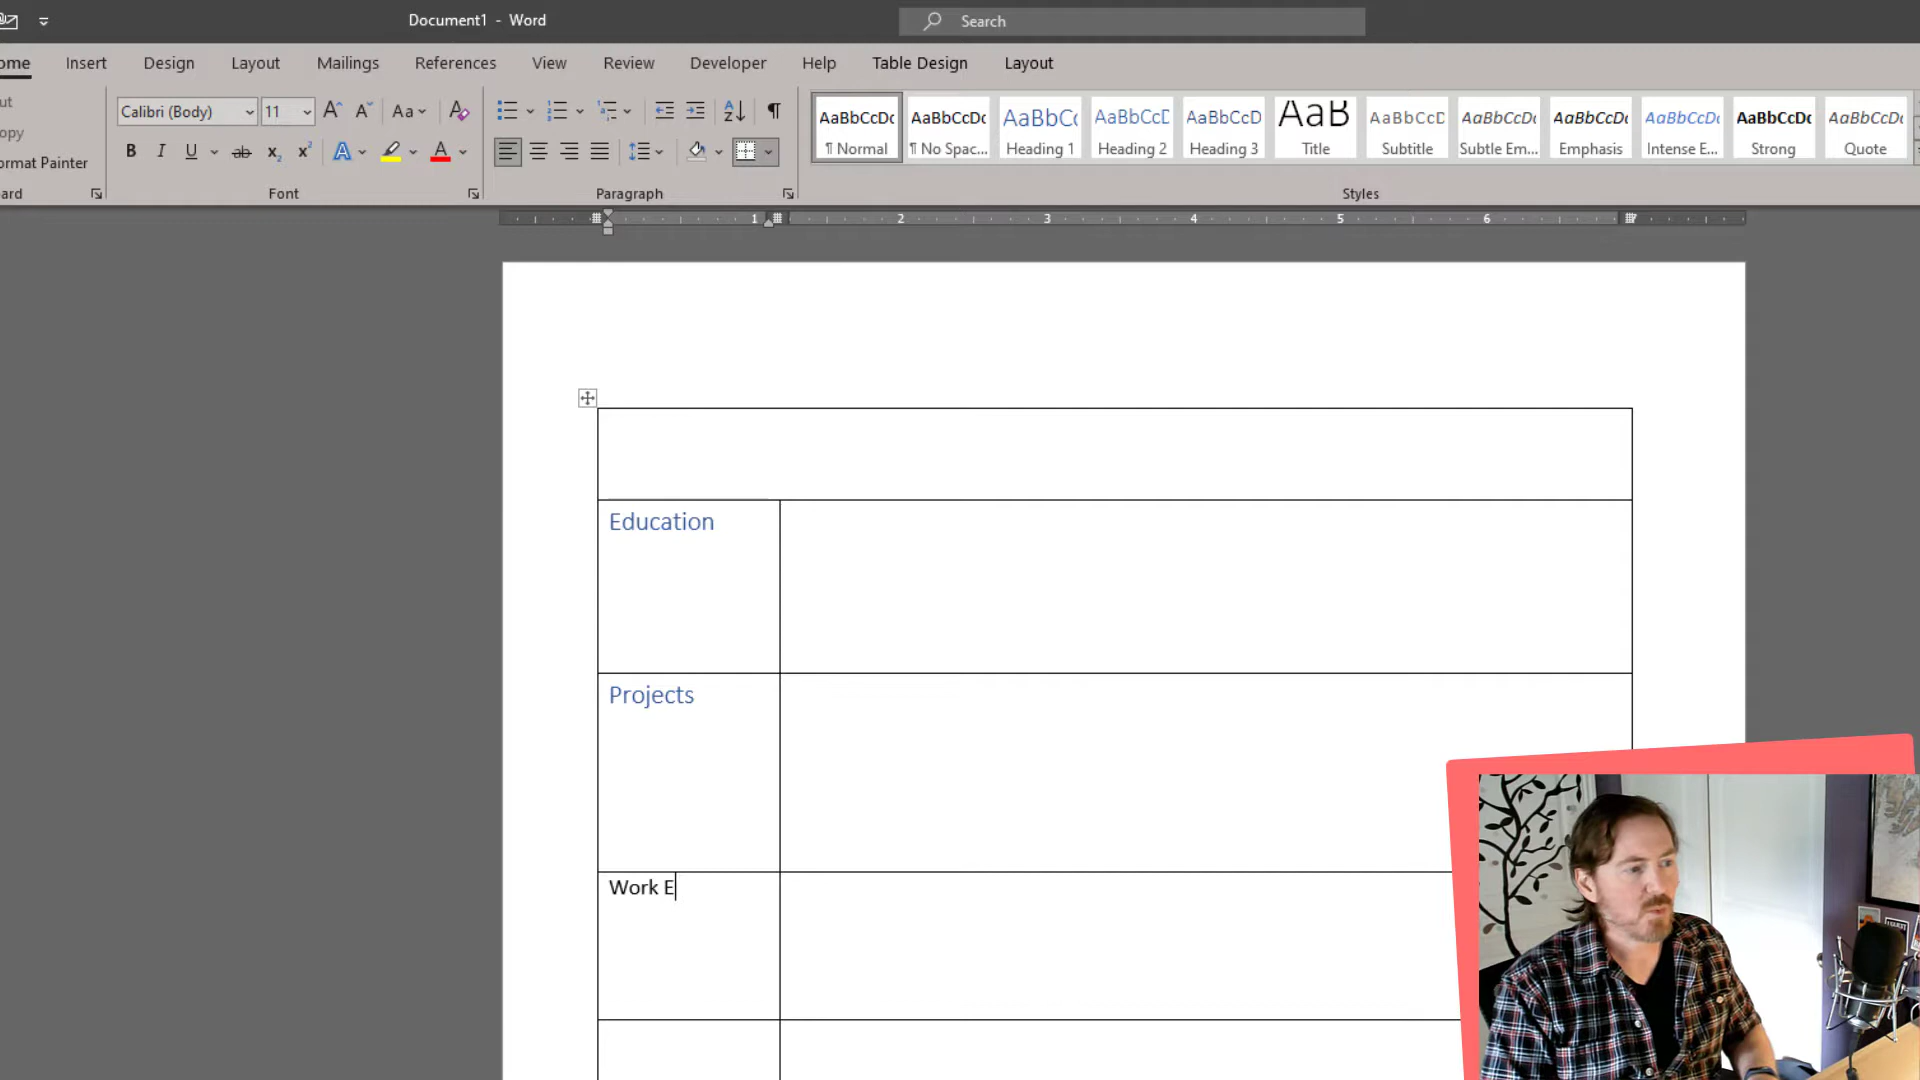 Document1 - Word
Search
ome Insert Design Layout Mailings References View Review Developer Help Table Design Layout
ut
opy
ormat Painter
ard
Calibri (Body) 11 Aa
Font
Paragraph
AaBbCcDc AaBbCcDc AaBbCc AaBbCcD AaBbCcD AaB AaBbCcD AaBbCcDc AaBbCcDc AaBbCcDc AaBbCcDc AaBbCcDc
¶ Normal ¶ No Spac... Heading 1 Heading 2 Heading 3 Title Subtitle Subtle Em... Emphasis Intense E... Strong Quote
Styles
1 2 3 4 5 6
Education
Projects
Work E